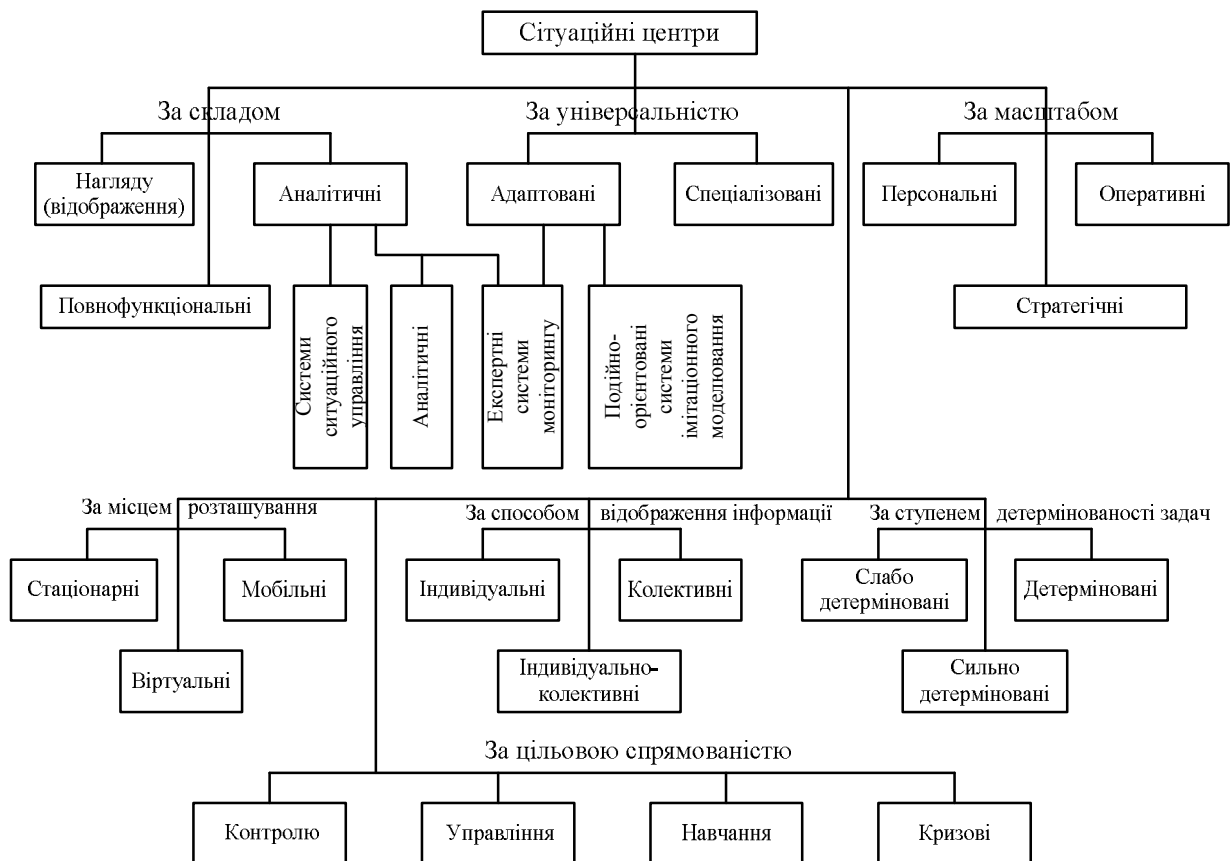 Сітуаційні центри
За складом
За універсальністю
За масштабом
Нагляду
(відображення)
Аналітичні
Адаптовані
Спеціалізовані
Персональні
Оперативні
Повнофункціональні
Стратегічні
Системи
ситуаційного
управління
Аналітичні
Експертні
системи
моніторингу
Подійно-
орієнтовані
системи
імітаціонного
моделювання
За місцем розташування
За способом відображення інформації
За ступенем детермінованості задач
Стаціонарні
Мобільні
Індивідуальні
Колективні
Слабо
детерміновані
Детерміновані
Віртуальні
Індивідуально-
колективні
Сильно
детерміновані
За цільовою спрямованістю
Контролю
Управління
Навчання
Кризові